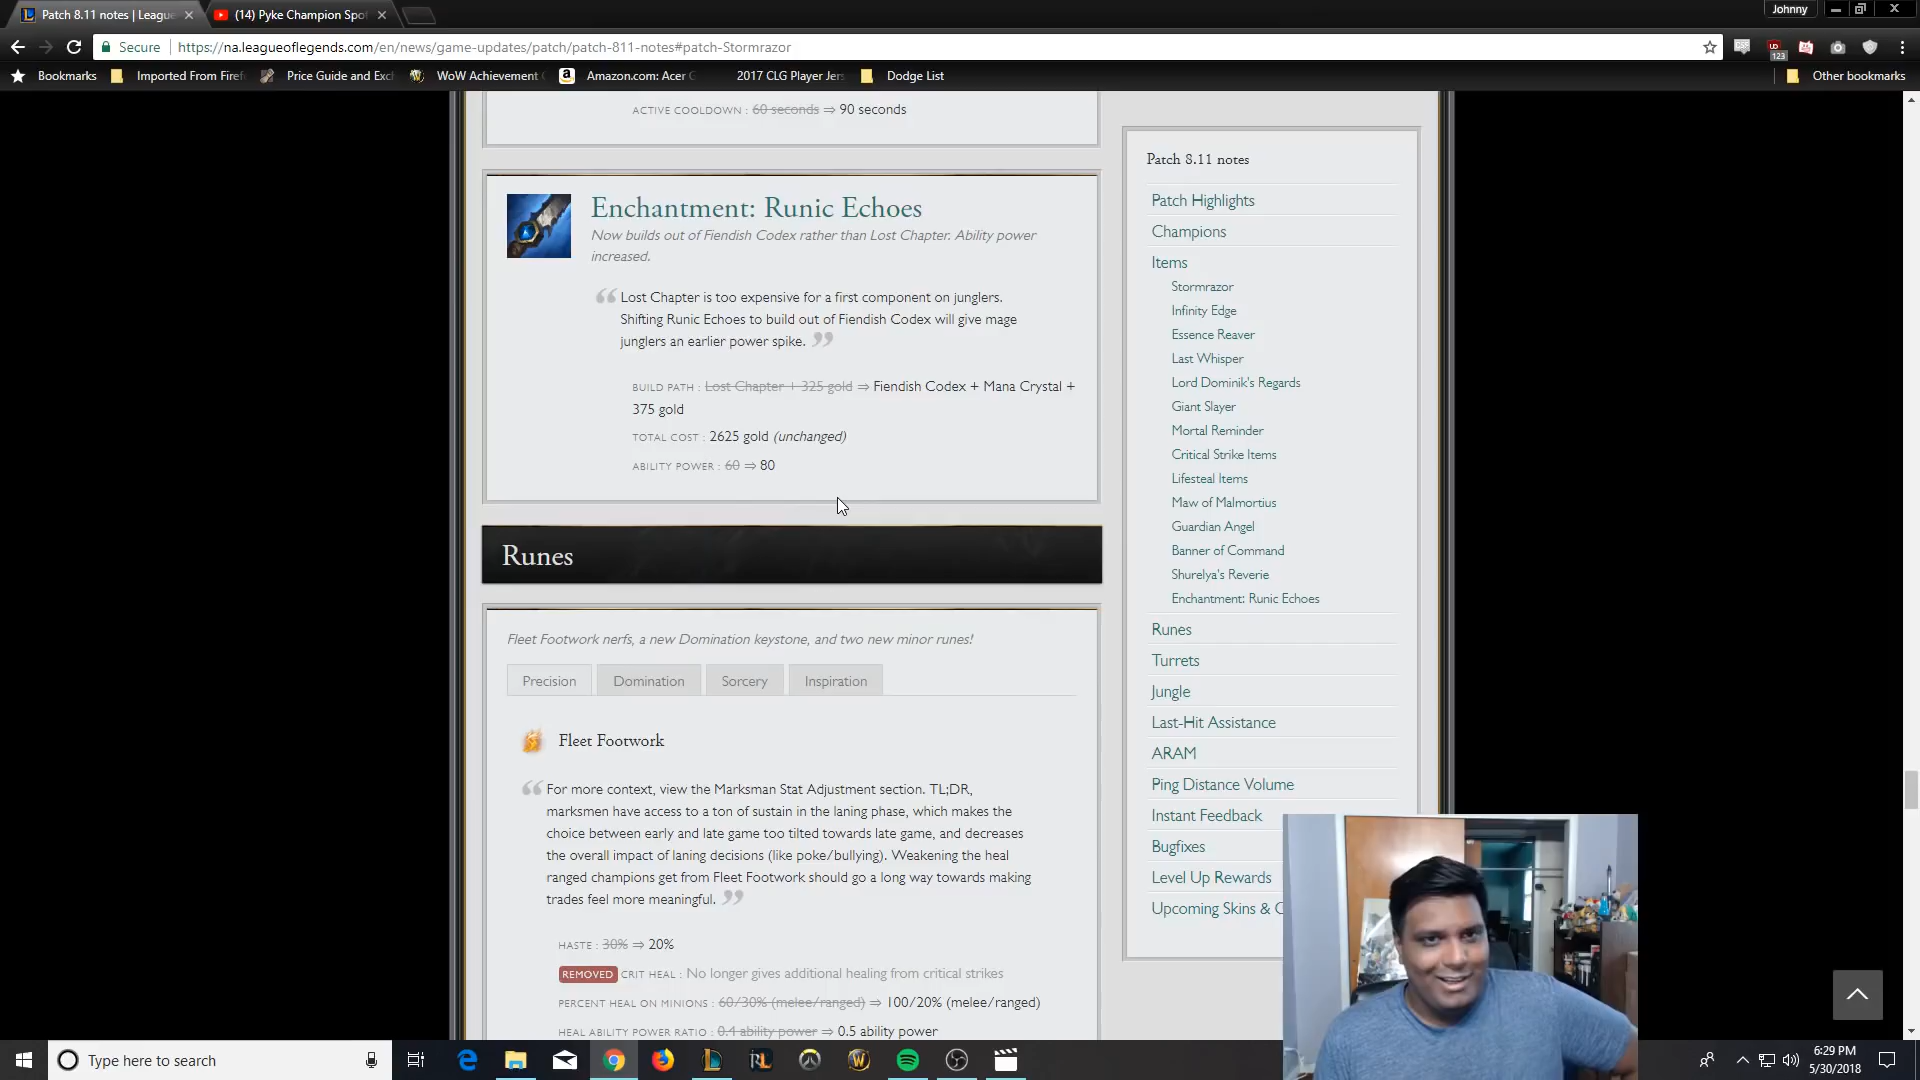 Patch 8.11 notes | League
(14) Pyke Champion Spo
Johnny
Secure
https://na.leagueoflegends.com/en/news/game-updates/patch/patch-811-notes#patch-Stormrazor
123
Bookmarks
Imported From Firef
Price Guide and Exc
WoW Achievement
Amazon.com: Acer
2017 CLG Player Jers
Dodge List
Other bookmarks
ACTIVE COOLDOWN : 60 seconds ⇒ 90 seconds
Enchantment: Runic Echoes
Now builds out of Fiendish Codex rather than Lost Chapter. Ability power
increased.
“ Lost Chapter is too expensive for a first component on junglers.
Shifting Runic Echoes to build out of Fiendish Codex will give mage
junglers an earlier power spike. ”
BUILD PATH : Lost Chapter + 325 gold ⇒ Fiendish Codex + Mana Crystal +
375 gold
TOTAL COST : 2625 gold (unchanged)
ABILITY POWER : 60 ⇒ 80
Runes
Fleet Footwork nerfs, a new Domination keystone, and two new minor runes!
Precision
Domination
Sorcery
Inspiration
Fleet Footwork
“ For more context, view the Marksman Stat Adjustment section. TL;DR,
marksmen have access to a ton of sustain in the laning phase, which makes the
choice between early and late game too tilted towards late game, and decreases
the overall impact of laning decisions (like poke/bullying). Weakening the heal
ranged champions get from Fleet Footwork should go a long way towards making
trades feel more meaningful. ”
HASTE : 30% ⇒ 20%
REMOVED CRIT HEAL : No longer gives additional healing from critical strikes
PERCENT HEAL ON MINIONS : 60/30% (melee/ranged) ⇒ 100/20% (melee/ranged)
HEAL ABILITY POWER RATIO : 0.4 ability power ⇒ 0.5 ability power
Patch 8.11 notes
Patch Highlights
Champions
Items
Stormrazor
Infinity Edge
Essence Reaver
Last Whisper
Lord Dominik's Regards
Giant Slayer
Mortal Reminder
Critical Strike Items
Lifesteal Items
Maw of Malmortius
Guardian Angel
Banner of Command
Shurelya's Reverie
Enchantment: Runic Echoes
Runes
Turrets
Jungle
Last-Hit Assistance
ARAM
Ping Distance Volume
Instant Feedback
Bugfixes
Level Up Rewards
Upcoming Skins & C
Type here to search
6:29 PM
5/30/2018